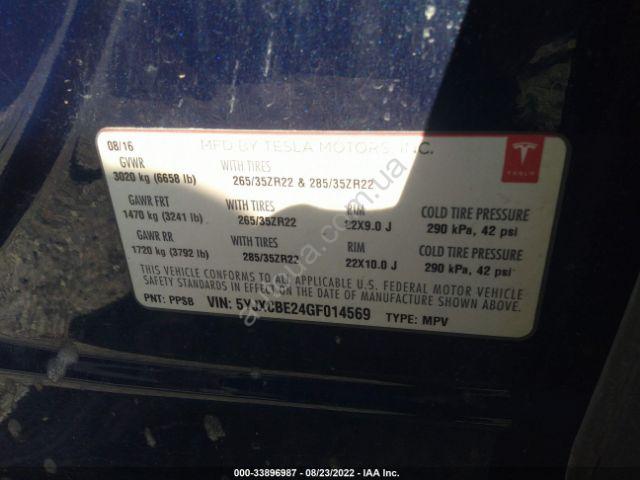 08/16 MFD BY TESLA MOTORS, INC.
TESLA
GVWR WITH TIRES
3020 kg (6658 lb) 265/35ZR22 & 285/35ZR22
GAWR FRT WITH TIRES RIM COLD TIRE PRESSURE
1470 kg (3241 lb) 265/35ZR22 22X9.0 J 290 kPa, 42 psi
GAWR RR WITH TIRES RIM COLD TIRE PRESSURE
1720 kg (3792 lb) 285/35ZR22 22X10.0 J 290 kPa, 42 psi
THIS VEHICLE CONFORMS TO ALL APPLICABLE U.S. FEDERAL MOTOR VEHICLE
SAFETY STANDARDS IN EFFECT ON THE DATE OF MANUFACTURE SHOWN ABOVE.
PNT: PPSB VIN: 5YJXCBE24GF014569 TYPE: MPV
000-33896987 - 08/23/2022 - IAA Inc.